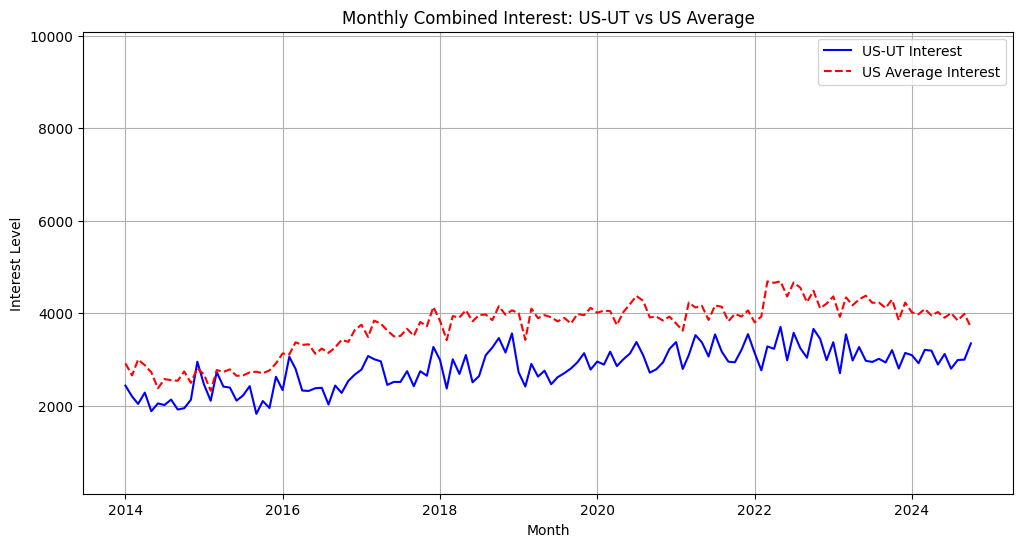 Monthly Combined Interest: US-UT vs US Average
US-UT Interest
US Average Interest
Interest Level
10000
8000
6000
4000
2000
2014 2016 2018 2020 2022 2024
Month